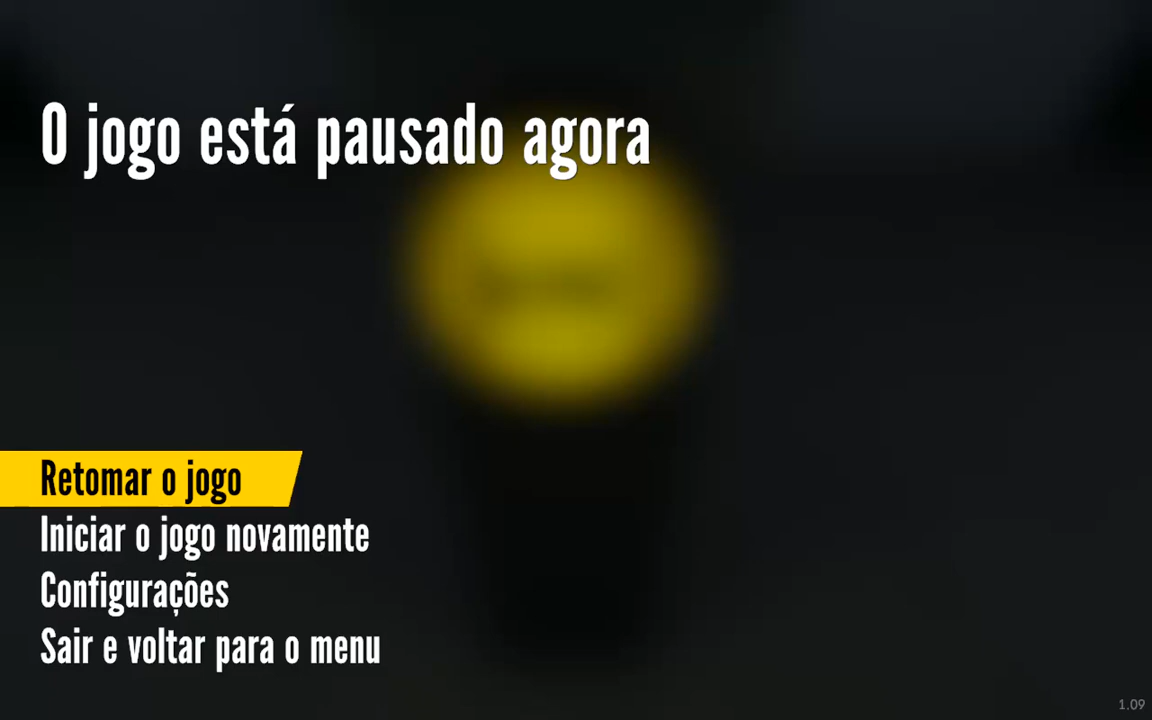 O jogo está pausado agora
Retomar o jogo
Iniciar o jogo novamente
Configurações
Sair e voltar para o menu
1.09